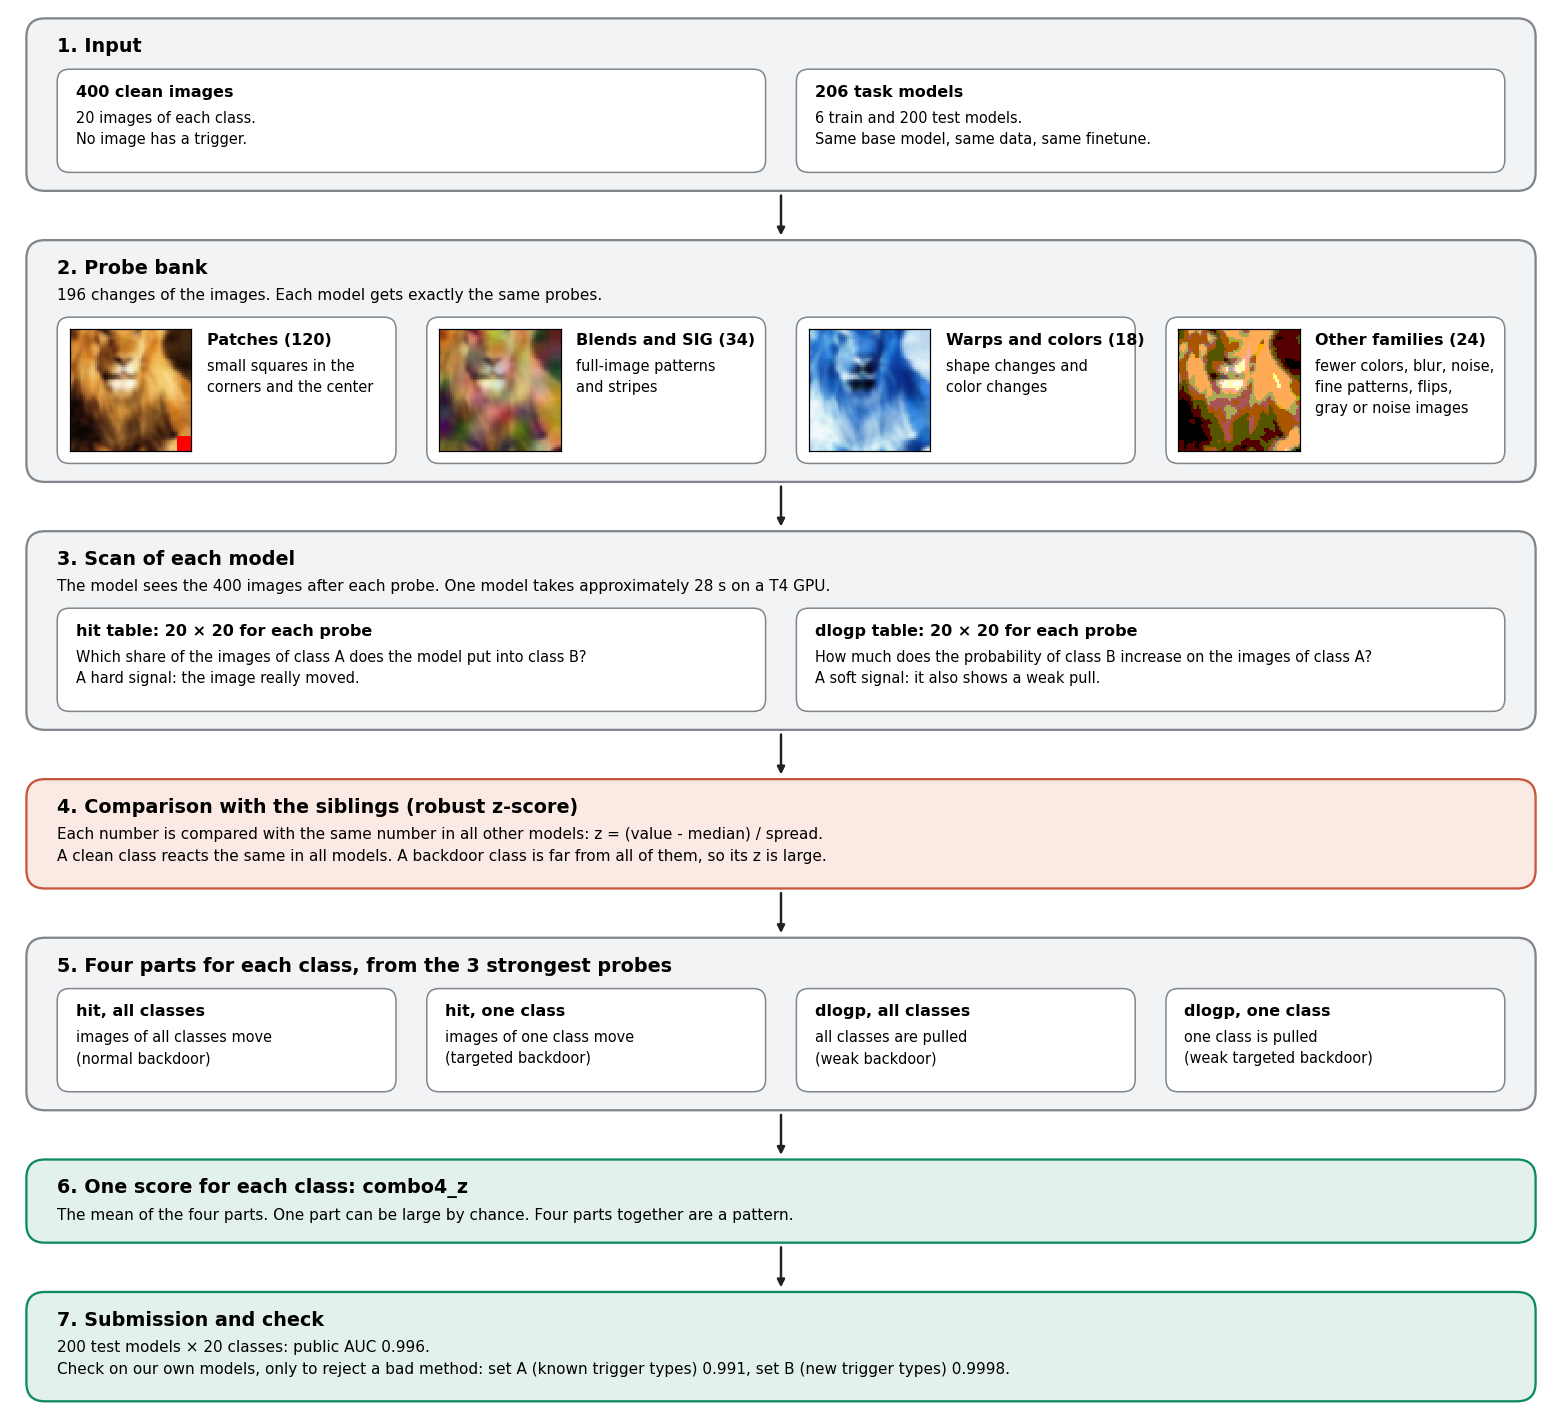 1. Input
400 clean images
20 images of each class.
No image has a trigger.
206 task models
6 train and 200 test models.
Same base model, same data, same finetune.
2. Probe bank
196 changes of the images. Each model gets exactly the same probes.
Patches (120)
small squares in the
corners and the center
Blends and SIG (34)
full-image patterns
and stripes
Warps and colors (18)
shape changes and
color changes
Other families (24)
fewer colors, blur, noise,
fine patterns, flips,
gray or noise images
3. Scan of each model
The model sees the 400 images after each probe. One model takes approximately 28 s on a T4 GPU.
hit table: 20 × 20 for each probe
Which share of the images of class A does the model put into class B?
A hard signal: the image really moved.
dlogp table: 20 × 20 for each probe
How much does the probability of class B increase on the images of class A?
A soft signal: it also shows a weak pull.
4. Comparison with the siblings (robust z-score)
Each number is compared with the same number in all other models: z = (value - median) / spread.
A clean class reacts the same in all models. A backdoor class is far from all of them, so its z is large.
5. Four parts for each class, from the 3 strongest probes
hit, all classes
images of all classes move
(normal backdoor)
hit, one class
images of one class move
(targeted backdoor)
dlogp, all classes
all classes are pulled
(weak backdoor)
dlogp, one class
one class is pulled
(weak targeted backdoor)
6. One score for each class: combo4_z
The mean of the four parts. One part can be large by chance. Four parts together are a pattern.
7. Submission and check
200 test models × 20 classes: public AUC 0.996.
Check on our own models, only to reject a bad method: set A (known trigger types) 0.991, set B (new trigger types) 0.9998.